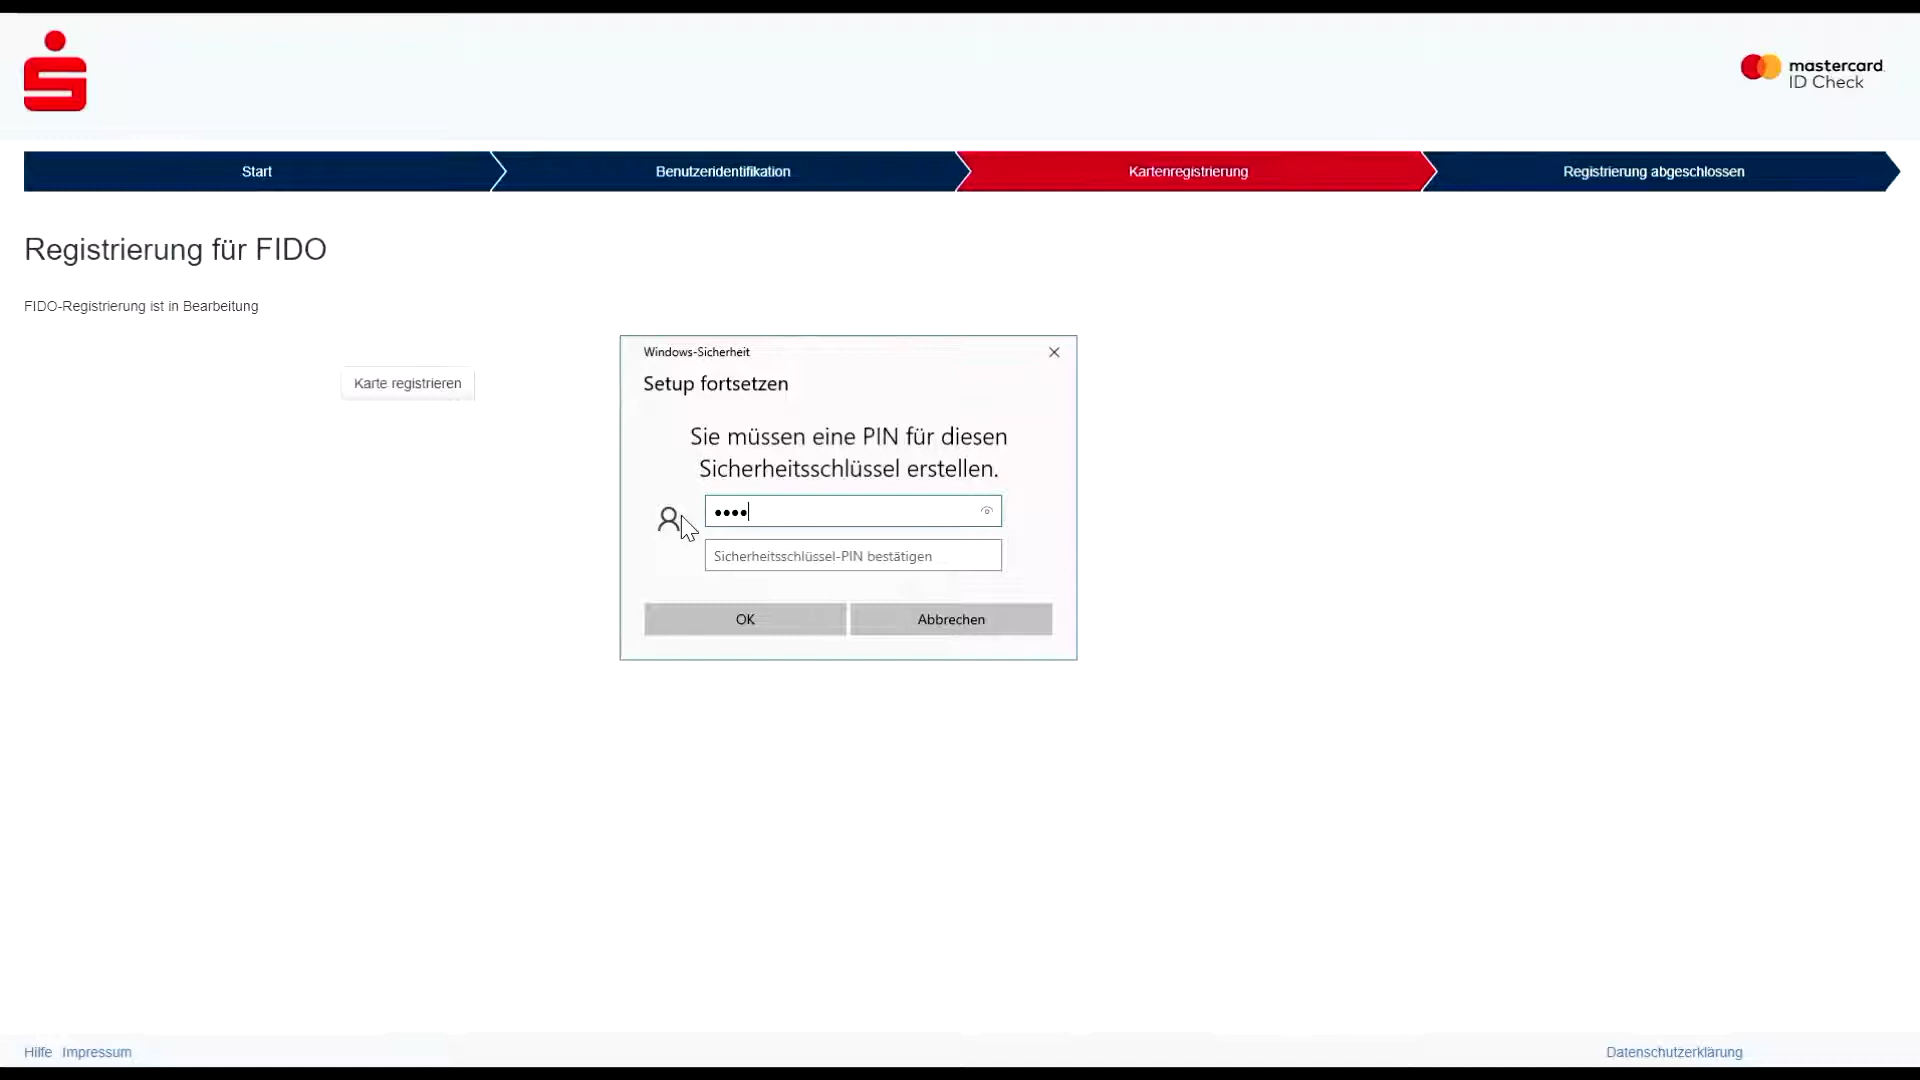 mastercard
ID Check
Start
Benutzeridentifikation
Kartenregistrierung
Registrierung abgeschlossen
Registrierung für FIDO
FIDO-Registrierung ist in Bearbeitung
Karte registrieren
Windows-Sicherheit
Setup fortsetzen
Sie müssen eine PIN für diesen
Sicherheitsschlüssel erstellen.
••••
Sicherheitsschlüssel-PIN bestätigen
OK
Abbrechen
Hilfe
Impressum
Datenschutzerklärung